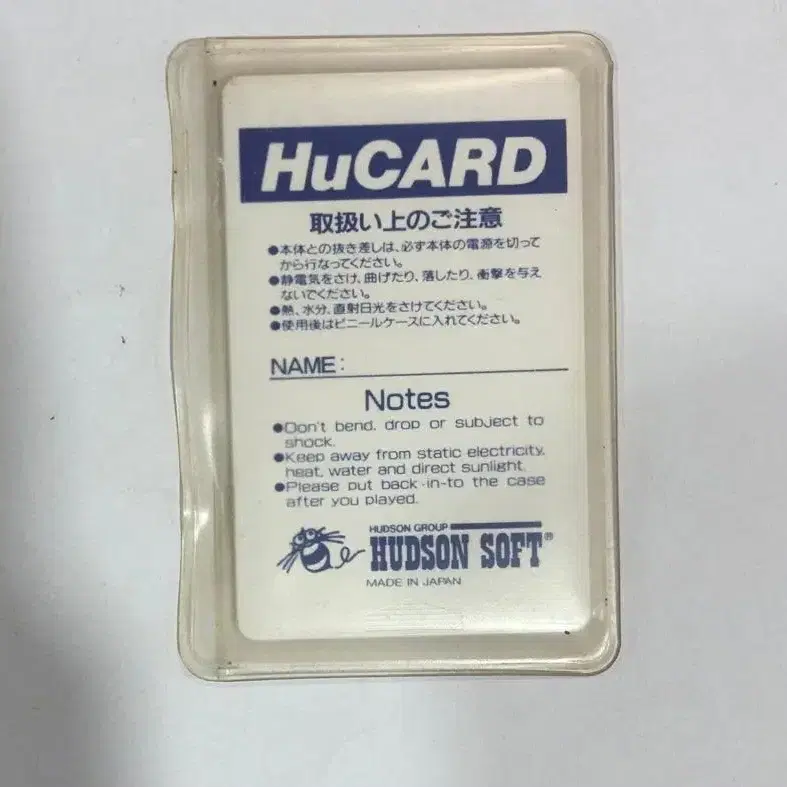 HuCARD
取扱い上のご注意
●本体との抜き差しは、必ず本体の電源を切って
から行なってください。
●静電気をさけ、曲げたり、落したり、衝撃を与え
ないでください。
●熱、水分、直射日光をさけてください。
●使用後はビニールケースに入れてください。
NAME:
Notes
●Don't bend, drop or subject to
shock.
●Keep away from static electricity,
heat, water and direct sunlight.
●Please put back-in-to the case
after you played.
HUDSON GROUP
HUDSON SOFT®
MADE IN JAPAN